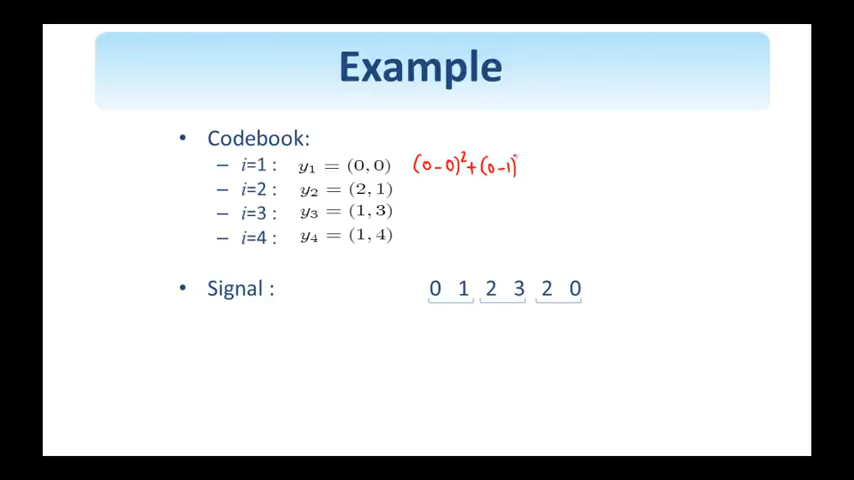 Example
• Codebook:
– i=1 : y₁ = (0, 0) (0-0)²+(0-1)
– i=2 : y₂ = (2, 1)
– i=3 : y₃ = (1, 3)
– i=4 : y₄ = (1, 4)
• Signal : 0 1 2 3 2 0